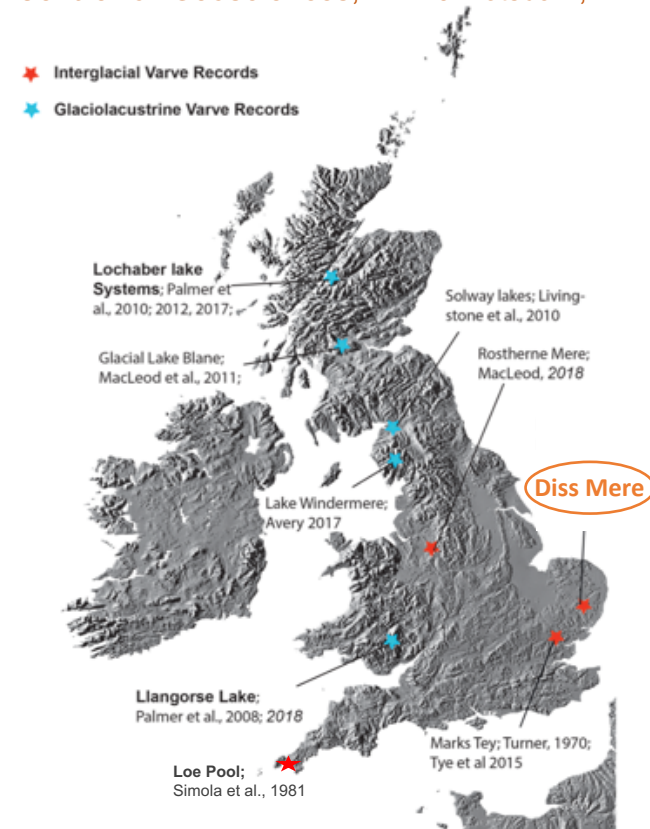 Interglacial Varve Records
Glaciolacustrine Varve Records
Lochaber lake
Systems; Palmer et
al., 2010; 2012, 2017;
Solway lakes; Living-
stone et al., 2010
Glacial Lake Blane;
MacLeod et al., 2011;
Rostherne Mere;
MacLeod, 2018
Diss Mere
Lake Windermere;
Avery 2017
Llangorse Lake;
Palmer et al., 2008; 2018
Marks Tey; Turner, 1970;
Tye et al 2015
Loe Pool;
Simola et al., 1981